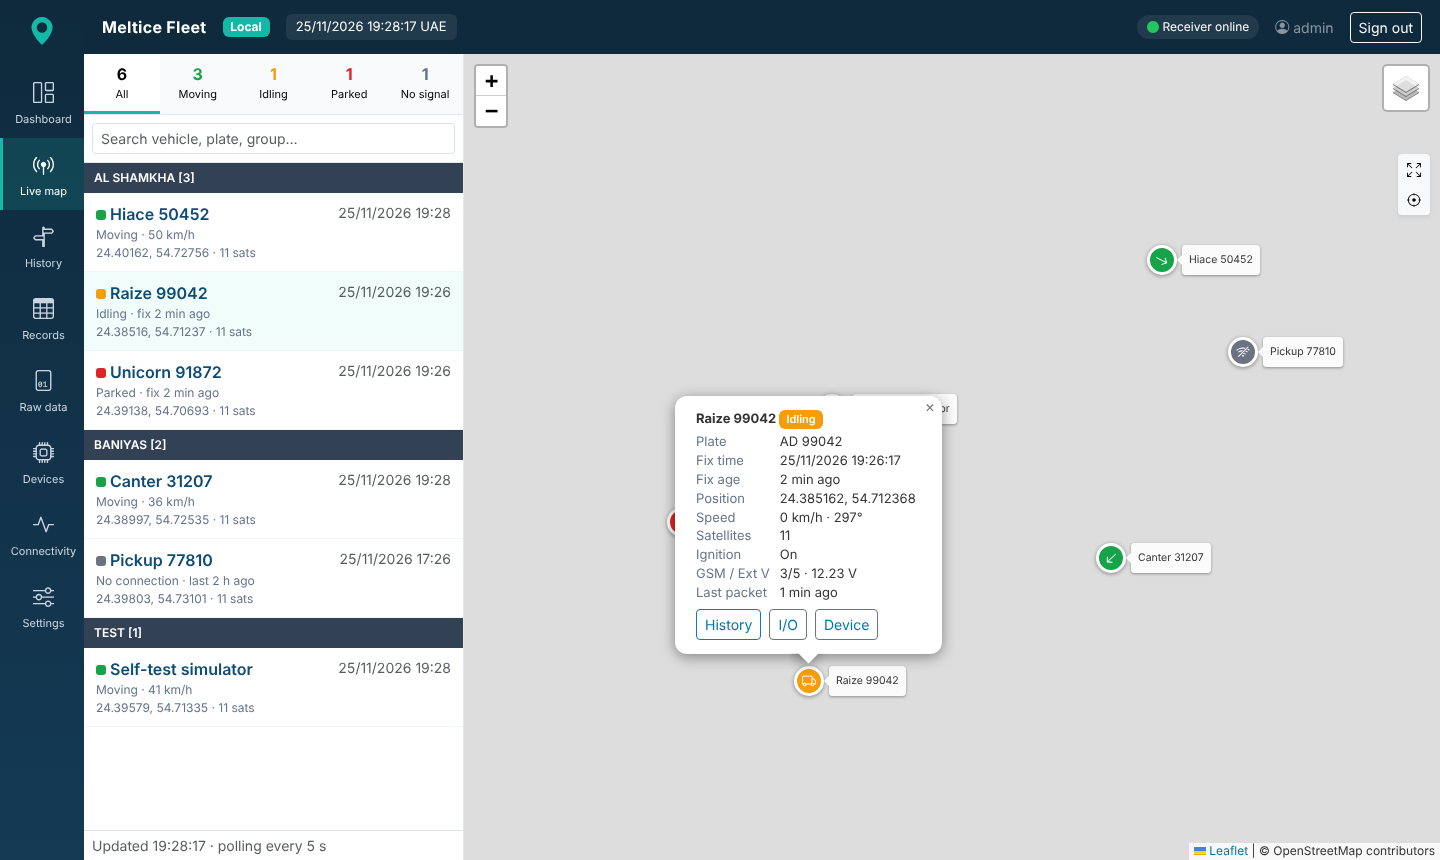 Meltice Fleet Local 25/11/2026 19:28:17 UAE
Receiver online admin Sign out
Dashboard
Live map
History
Records
01
Raw data
Devices
Connectivity
Settings
6 3 1 1 1
All Moving Idling Parked No signal
Search vehicle, plate, group...
AL SHAMKHA [3]
Hiace 50452 25/11/2026 19:28
Moving · 50 km/h
24.40162, 54.72756 · 11 sats
Raize 99042 25/11/2026 19:26
Idling · fix 2 min ago
24.38516, 54.71237 · 11 sats
Unicorn 91872 25/11/2026 19:26
Parked · fix 2 min ago
24.39138, 54.70693 · 11 sats
BANIYAS [2]
Canter 31207 25/11/2026 19:28
Moving · 36 km/h
24.38997, 54.72535 · 11 sats
Pickup 77810 25/11/2026 17:26
No connection · last 2 h ago
24.39803, 54.73101 · 11 sats
TEST [1]
Self-test simulator 25/11/2026 19:28
Moving · 41 km/h
24.39579, 54.71335 · 11 sats
Updated 19:28:17 · polling every 5 s
+
−
Hiace 50452
Pickup 77810
or
Raize 99042 Idling ×
Plate AD 99042
Fix time 25/11/2026 19:26:17
Fix age 2 min ago
Position 24.385162, 54.712368
Speed 0 km/h · 297°
Satellites 11
Ignition On
GSM / Ext V 3/5 · 12.23 V
Last packet 1 min ago
History I/O Device
Canter 31207
Raize 99042
Leaflet | © OpenStreetMap contributors